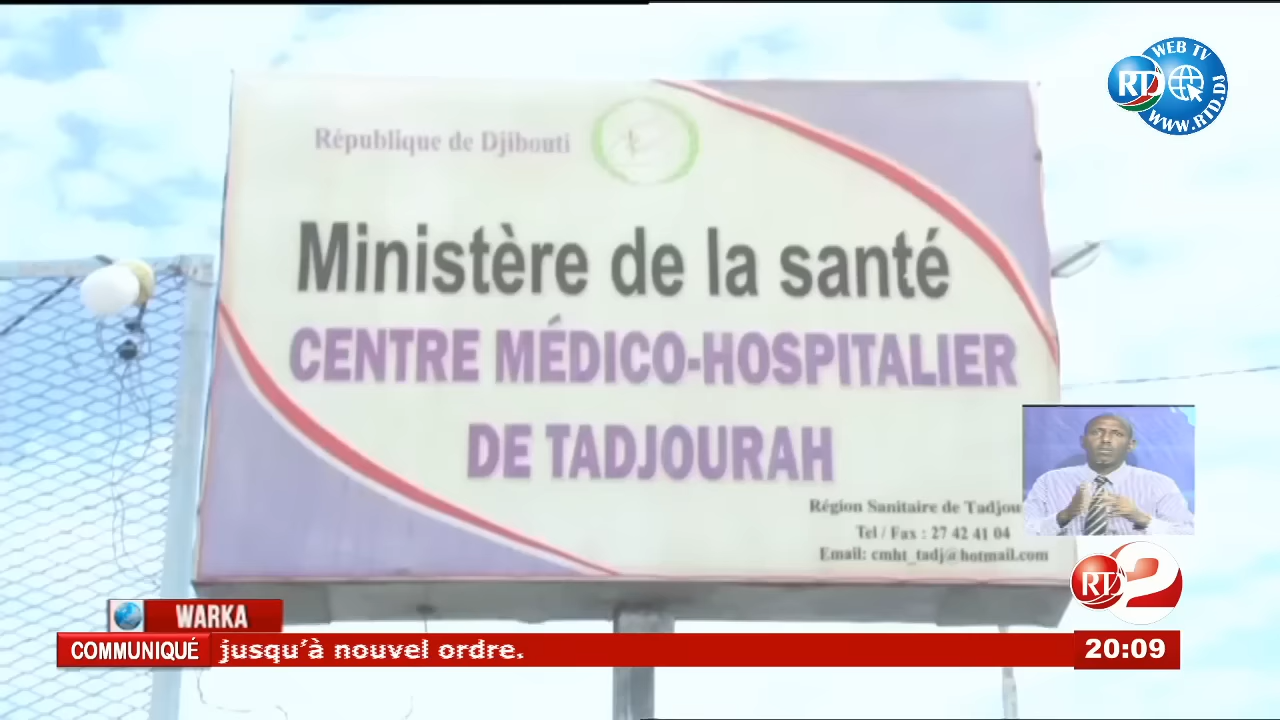 WEB TV
RTD
WWW.RTD.DJ
République de Djibouti
Ministère de la santé
CENTRE MÉDICO-HOSPITALIER
DE TADJOURAH
Région Sanitaire de Tadjou
Tel / Fax : 27 42 41 04
Email: cmht_tadj@hotmail.com
RTD 2
WARKA
COMMUNIQUÉ jusqu'à nouvel ordre.
20:09